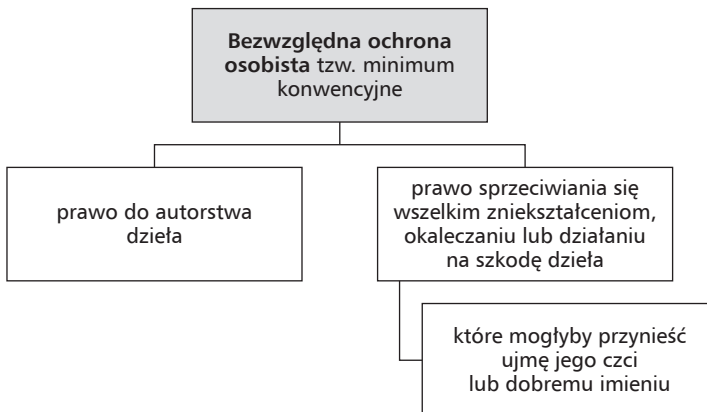 Bezwzględna ochrona
osobista tzw. minimum
konwencyjne
prawo do autorstwa
dzieła
prawo sprzeciwiania się
wszelkim zniekształceniom,
okaleczaniu lub działaniu
na szkodę dzieła
które mogłyby przynieść
ujmę jego czci
lub dobremu imieniu